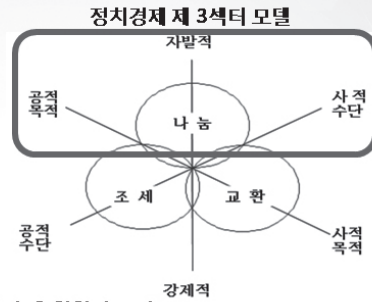 정치경제 제 3섹터 모델
자발적
공적
목적
사 적
수단
나 눔
조 세
교 환
공적
수단
사적
목적
강제적